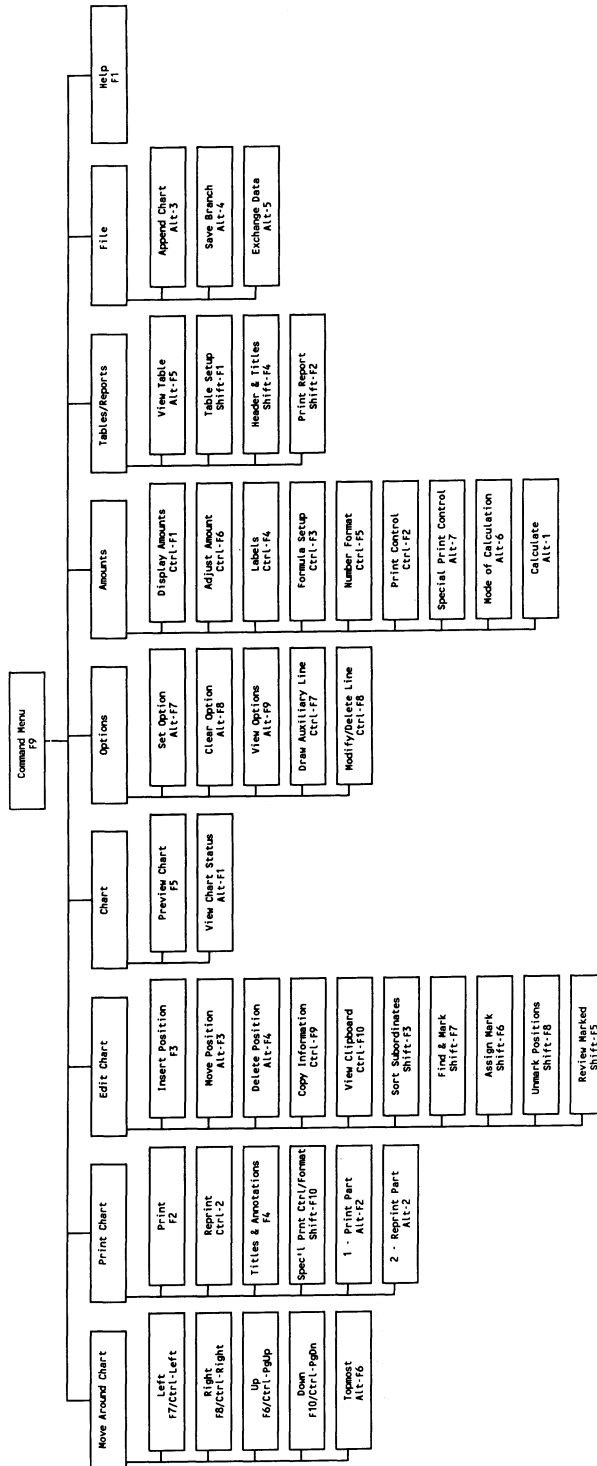 Command Menu
F9
Move Around Chart
Left
F7/Ctrl-Left
Right
F8/Ctrl-Right
Up
F6/Ctrl-PgUp
Down
F10/Ctrl-PgDn
Topmost
Alt-F6
Print Chart
Print
F2
Reprint
Ctrl-2
Titles & Annotations
F4
Spec'l Prnt Ctrl/Format
Shift-F10
1 - Print Part
Alt-F2
2 - Reprint Part
Alt-2
Edit Chart
Insert Position
F3
Move Position
Alt-F3
Delete Position
Alt-F4
Copy Information
Ctrl-F9
View Clipboard
Ctrl-F10
Sort Subordinates
Shift-F3
Find & Mark
Shift-F7
Assign Mark
Shift-F6
Unmark Positions
Shift-F8
Review Marked
Shift-F5
Chart
Preview Chart
F5
View Chart Status
Alt-F1
Options
Set Option
Alt-F7
Clear Option
Alt-F8
View Options
Alt-F9
Draw Auxiliary Line
Ctrl-F7
Modify/Delete Line
Ctrl-F8
Amounts
Display Amounts
Ctrl-F1
Adjust Amount
Ctrl-F6
Labels
Ctrl-F4
Formula Setup
Ctrl-F3
Number Format
Ctrl-F5
Print Control
Ctrl-F2
Special Print Control
Alt-7
Mode of Calculation
Alt-6
Calculate
Alt-1
Tables/Reports
View Table
Alt-F5
Table Setup
Shift-F1
Header & Titles
Shift-F4
Print Report
Shift-F2
File
Append Chart
Alt-3
Save Branch
Alt-4
Exchange Data
Alt-5
Help
F1